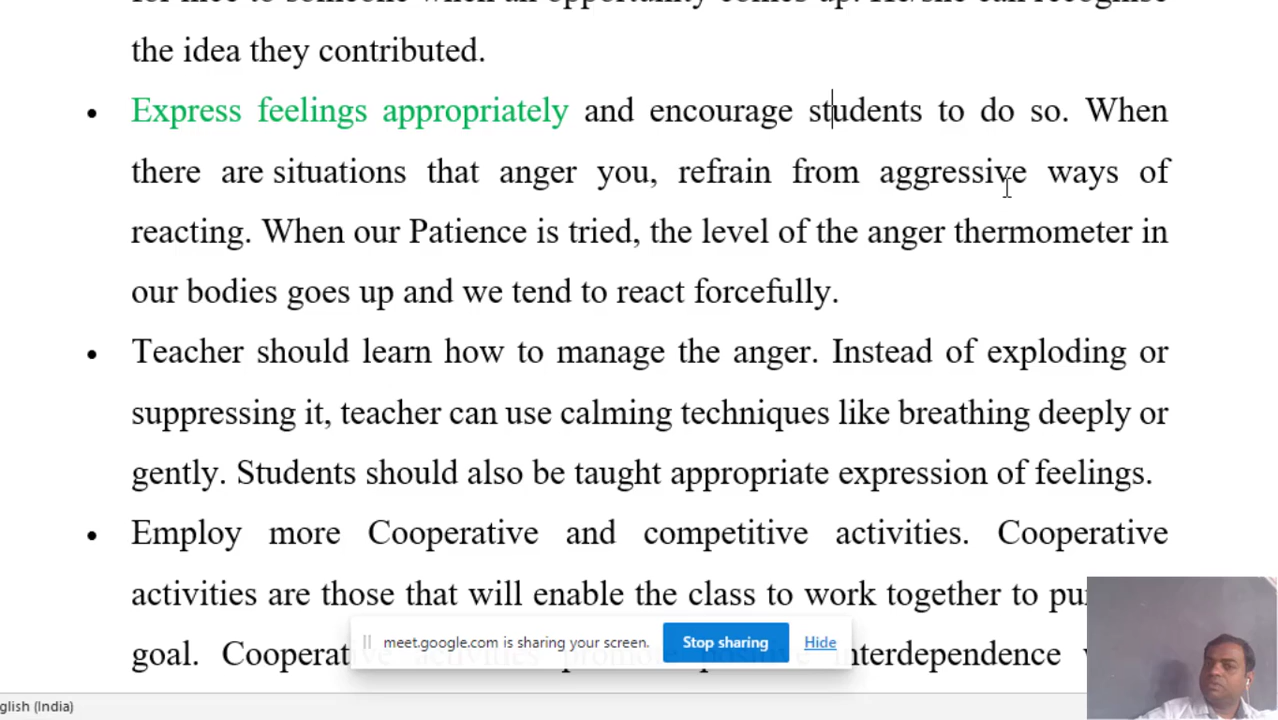 the idea they contributed.
• Express feelings appropriately and encourage students to do so. When
there are situations that anger you, refrain from aggressive ways of
reacting. When our Patience is tried, the level of the anger thermometer in
our bodies goes up and we tend to react forcefully.
• Teacher should learn how to manage the anger. Instead of exploding or
suppressing it, teacher can use calming techniques like breathing deeply or
gently. Students should also be taught appropriate expression of feelings.
• Employ more Cooperative and competitive activities. Cooperative
activities are those that will enable the class to work together to
goal.
interdependence
meet.google.com is sharing your screen. Stop sharing Hide
glish (India)